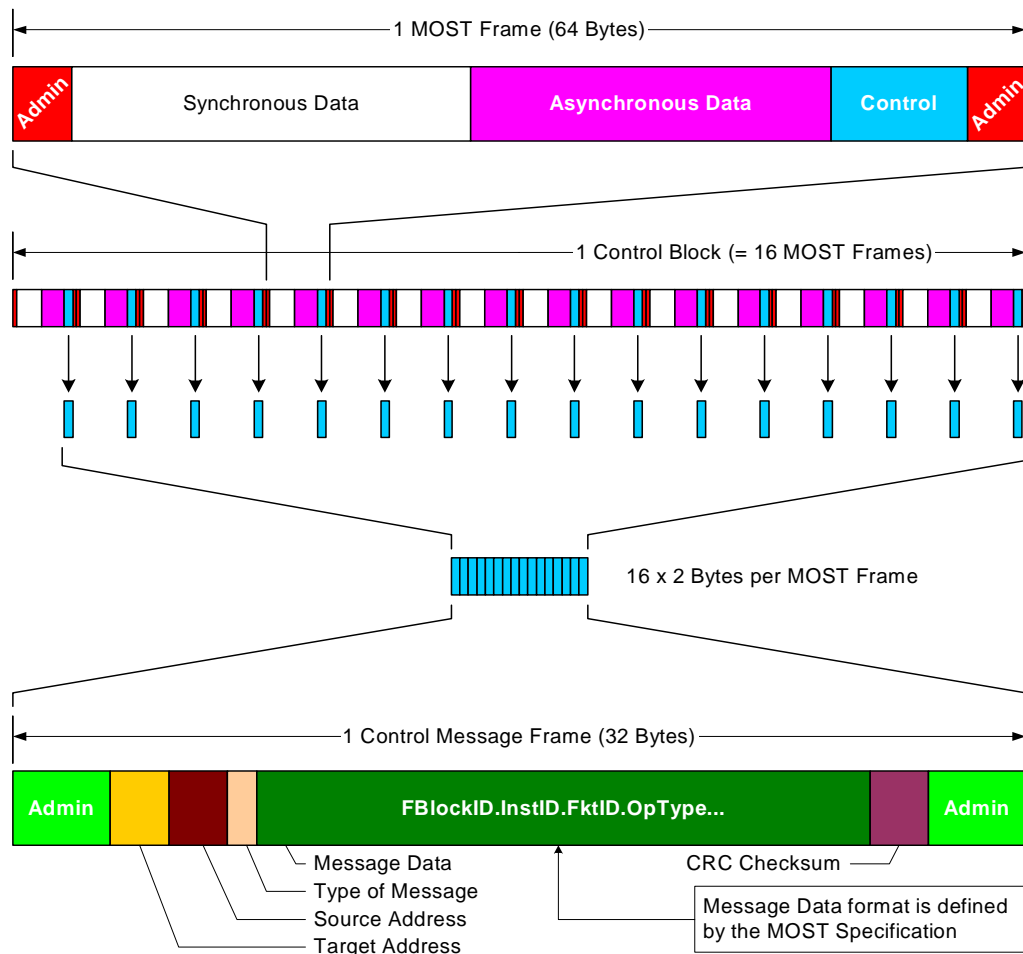 1 MOST Frame (64 Bytes)
Admin
Synchronous Data
Asynchronous Data
Control
Admin
1 Control Block (= 16 MOST Frames)
16 x 2 Bytes per MOST Frame
1 Control Message Frame (32 Bytes)
Admin
FBlockID.InstID.FktID.OpType...
Admin
Message Data
Type of Message
Source Address
Target Address
CRC Checksum
Message Data format is defined
by the MOST Specification